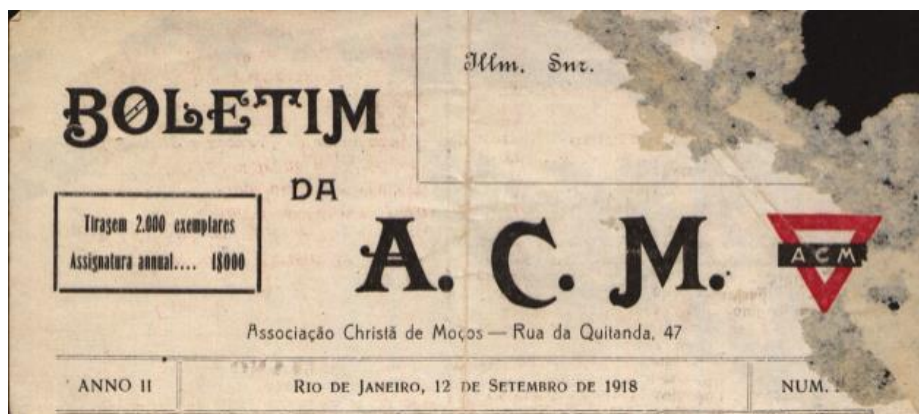 Illm. Snr.
BOLETIM
DA
A. C. M.
Tiragem 2.000 exemplares
Assignatura annual.... 1$000
ACM
Associação Christã de Moços — Rua da Quitanda, 47
ANNO II
RIO DE JANEIRO, 12 DE SETEMBRO DE 1918
NUM.